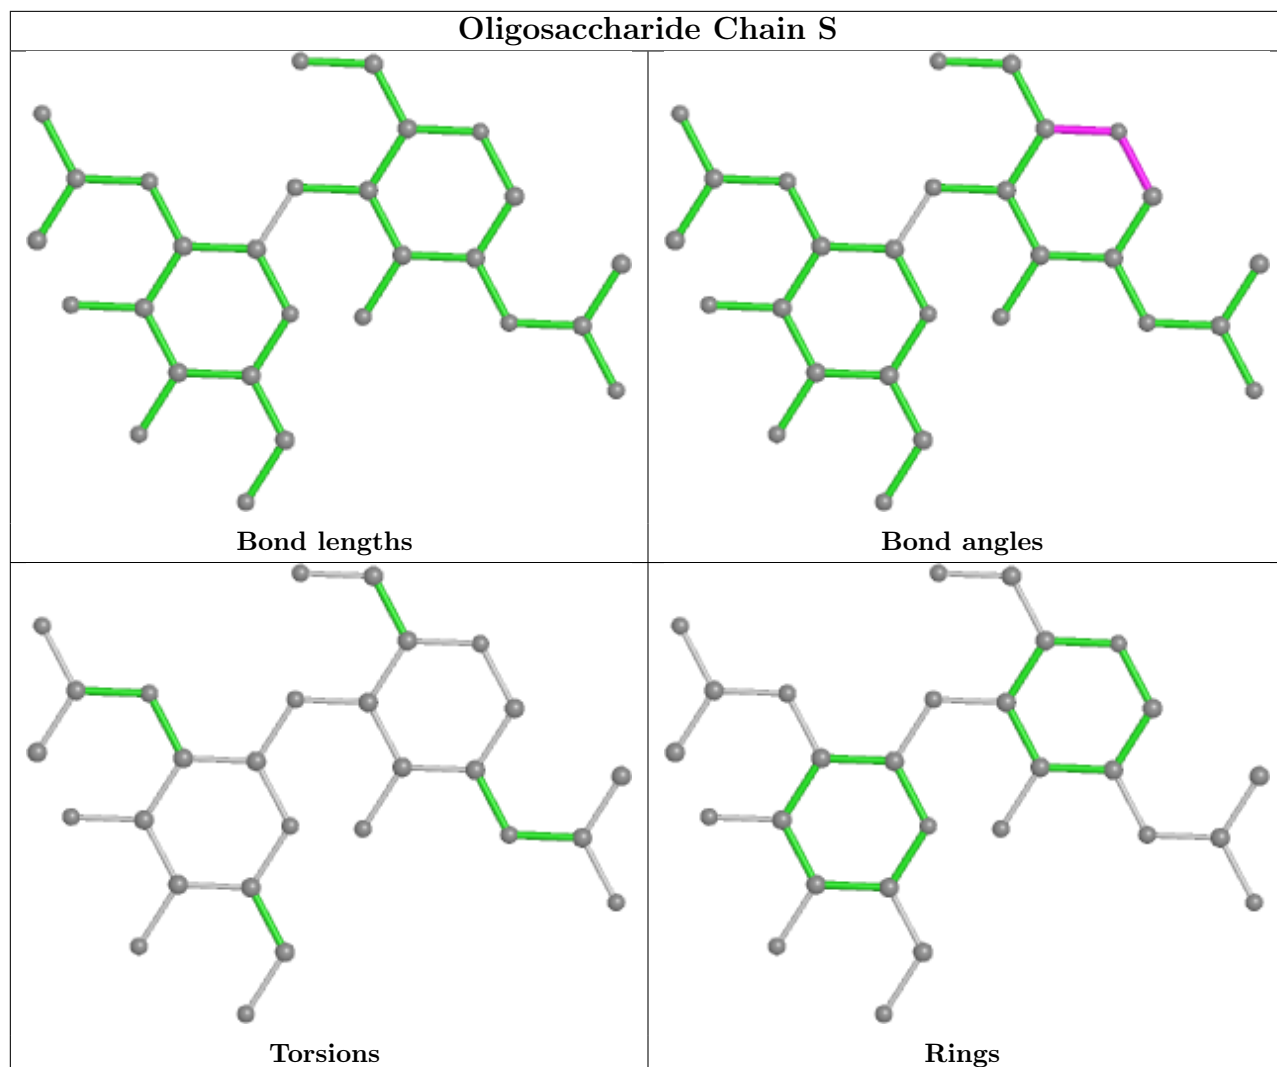 Oligosaccharide Chain S
Bond lengths
Bond angles
Torsions
Rings